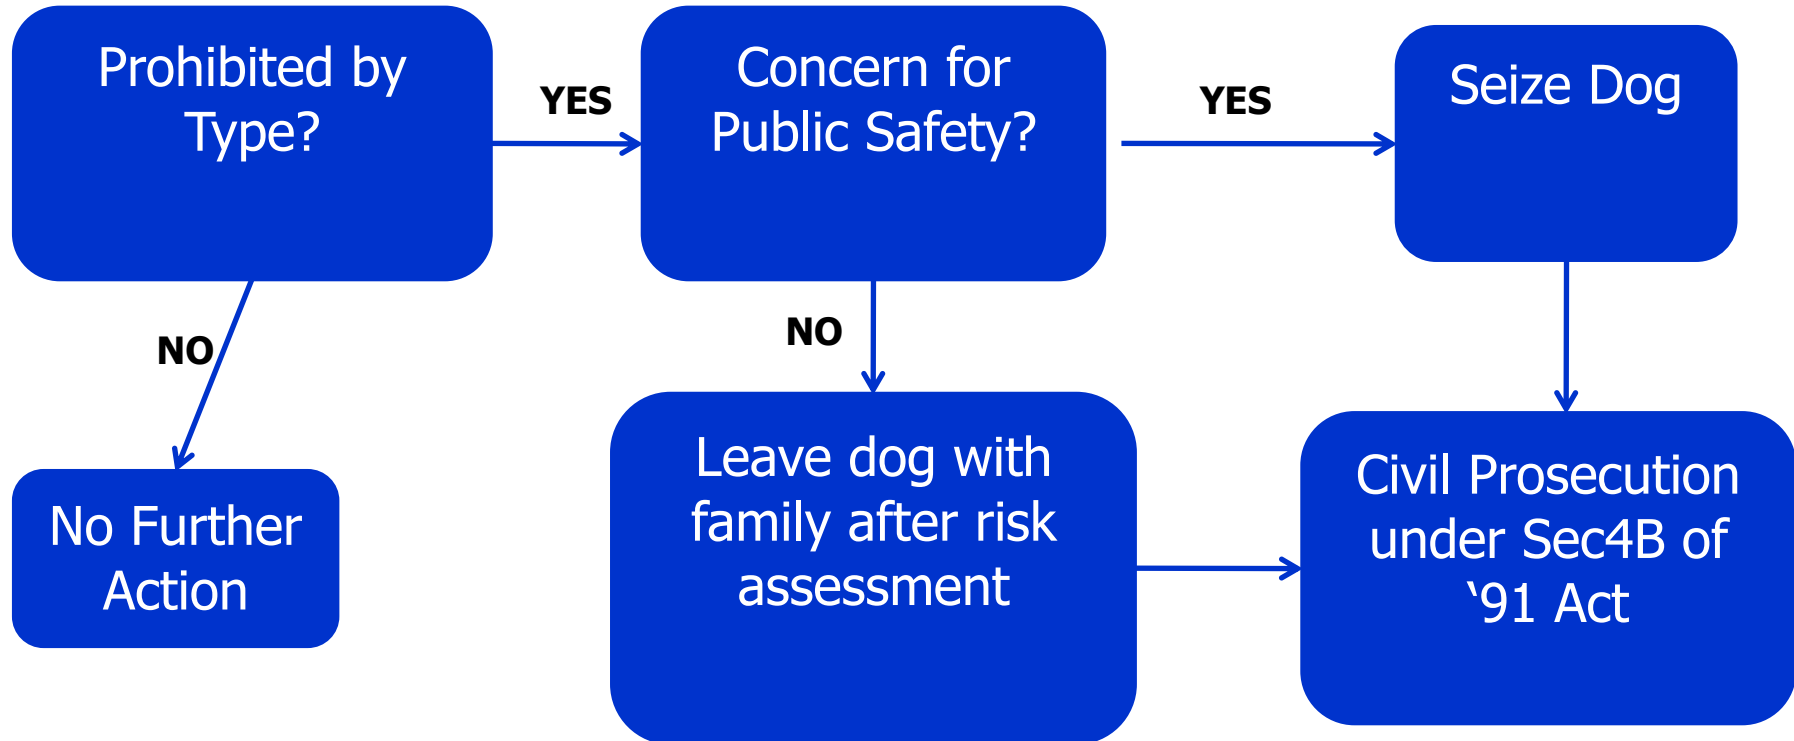 Prohibited by
Type?
YES
Concern for
Public Safety?
YES
Seize Dog
NO
NO
No Further
Action
Leave dog with
family after risk
assessment
Civil Prosecution
under Sec4B of
‘91 Act